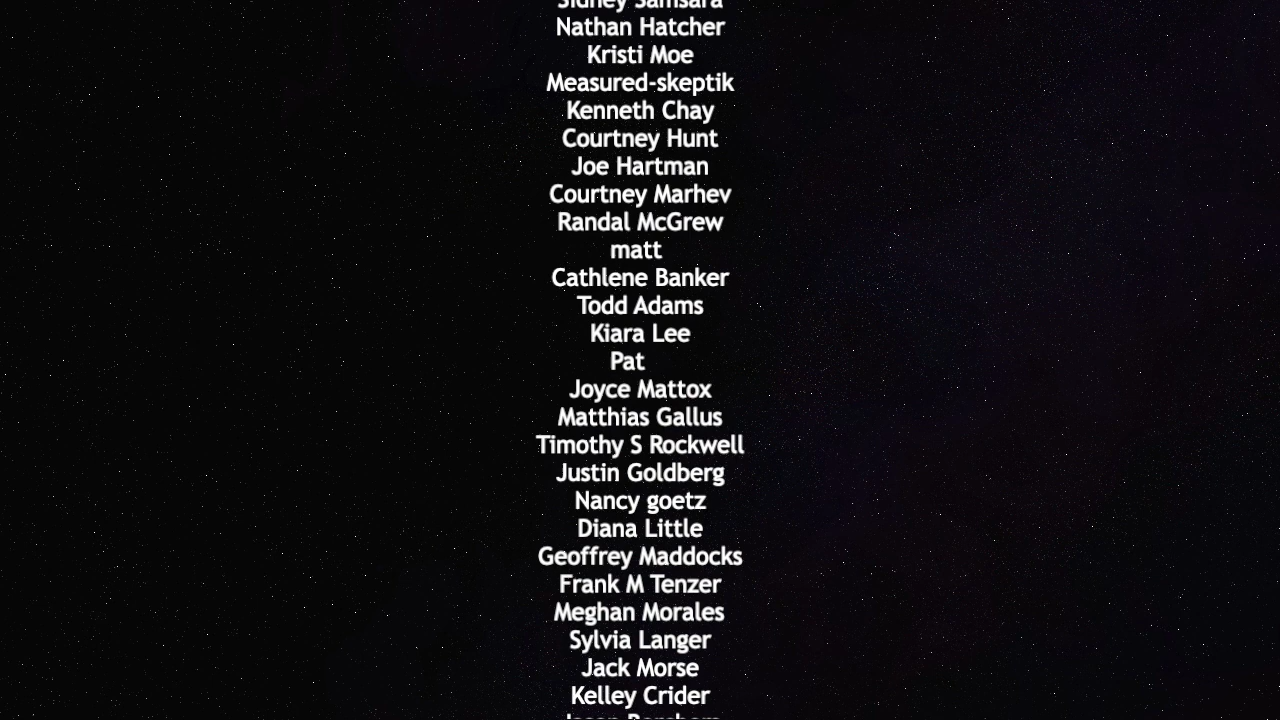 Sidney Samsara
Nathan Hatcher
Kristi Moe
Measured-skeptik
Kenneth Chay
Courtney Hunt
Joe Hartman
Courtney Marhev
Randal McGrew
matt
Cathlene Banker
Todd Adams
Kiara Lee
Pat
Joyce Mattox
Matthias Gallus
Timothy S Rockwell
Justin Goldberg
Nancy goetz
Diana Little
Geoffrey Maddocks
Frank M Tenzer
Meghan Morales
Sylvia Langer
Jack Morse
Kelley Crider